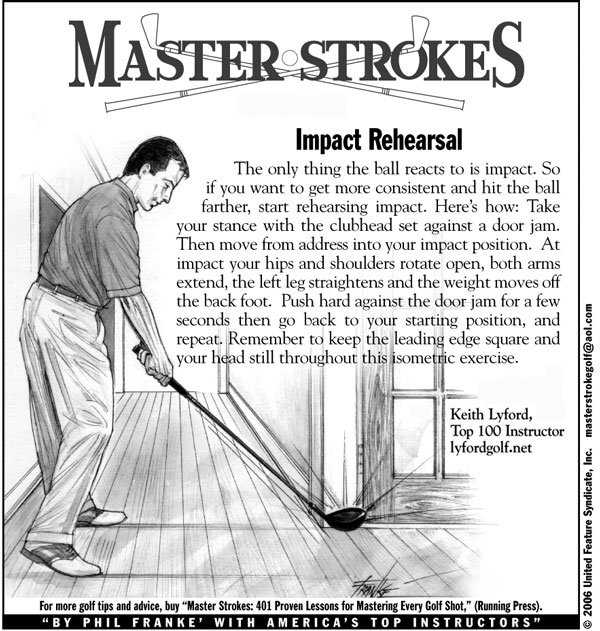 MASTER STROKES
Impact Rehearsal
The only thing the ball reacts to is impact. So
if you want to get more consistent and hit the ball
farther, start rehearsing impact. Here's how: Take
your stance with the clubhead set against a door jam.
Then move from address into your impact position. At
impact your hips and shoulders rotate open, both arms
extend, the left leg straightens and the weight moves off
the back foot. Push hard against the door jam for a few
seconds then go back to your starting position, and
repeat. Remember to keep the leading edge square and
your head still throughout this isometric exercise.
Keith Lyford,
Top 100 Instructor
lyfordgolf.net
FRANKE
For more golf tips and advice, buy "Master Strokes: 401 Proven Lessons for Mastering Every Golf Shot," (Running Press).
"BY PHIL FRANKE' WITH AMERICA'S TOP INSTRUCTORS"
© 2006 United Feature Syndicate, Inc. masterstrokegolf@aol.com